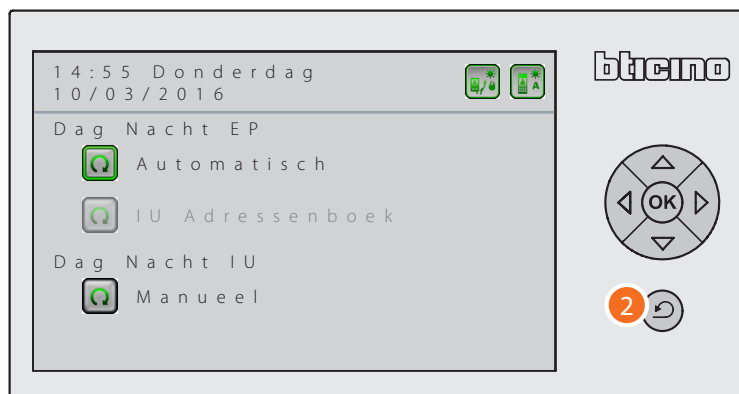 14:55 Donderdag
10/03/2016
A
bticino
Dag Nacht EP
Automatisch
IU Adressenboek
Dag Nacht IU
Manueel
OK
2